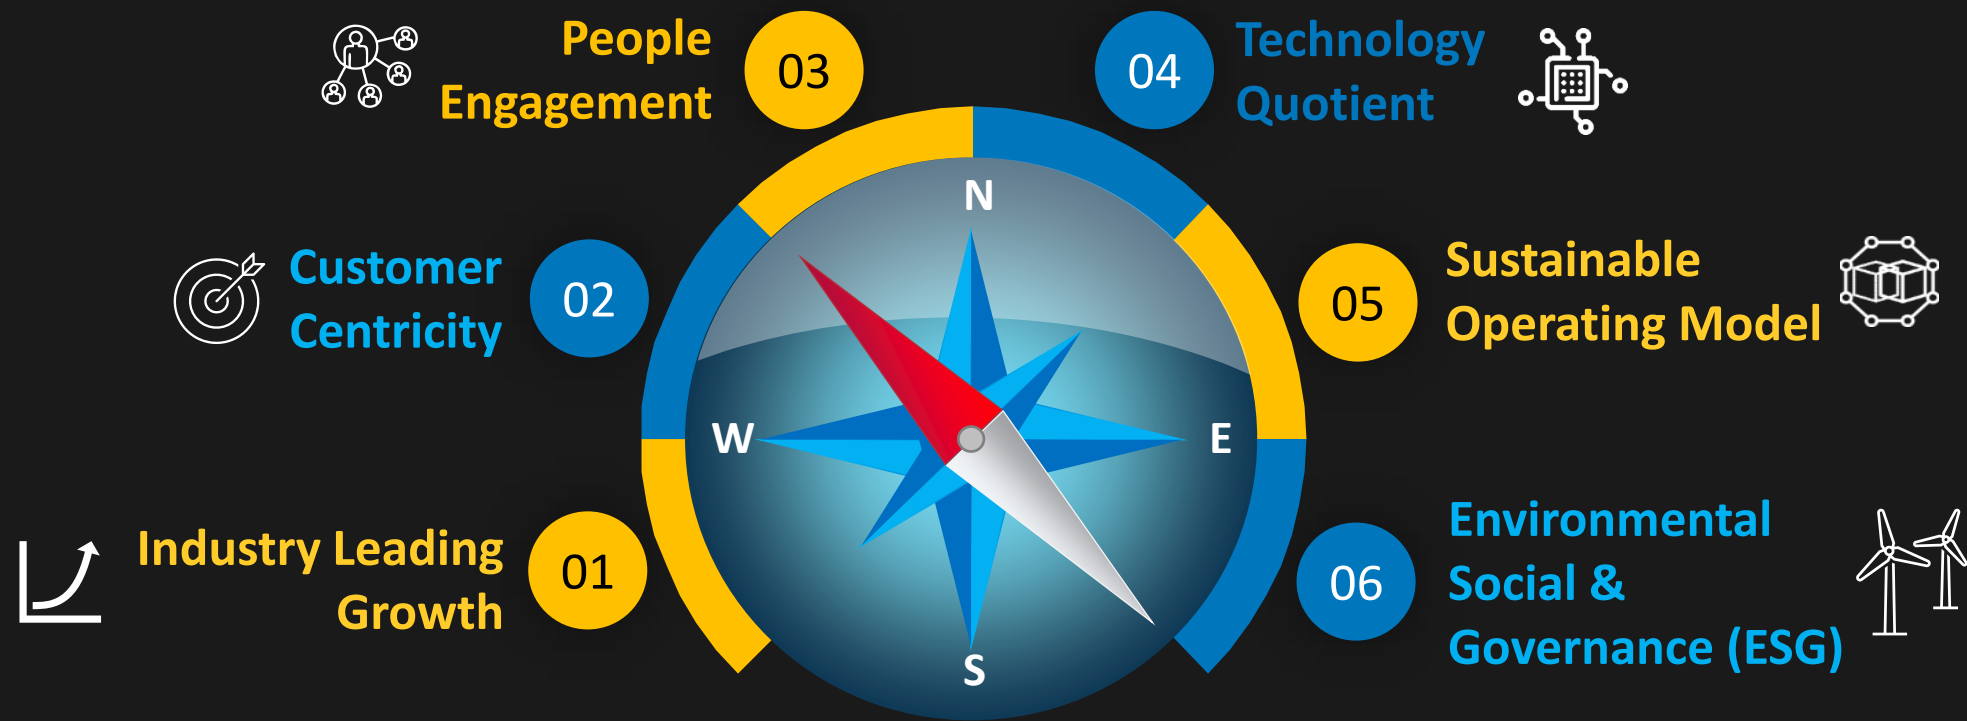 03
People
Engagement
04
Technology
Quotient
02
Customer
Centricity
05
Sustainable
Operating Model
01
Industry Leading
Growth
06
Environmental
Social &
Governance (ESG)
N
W
E
S